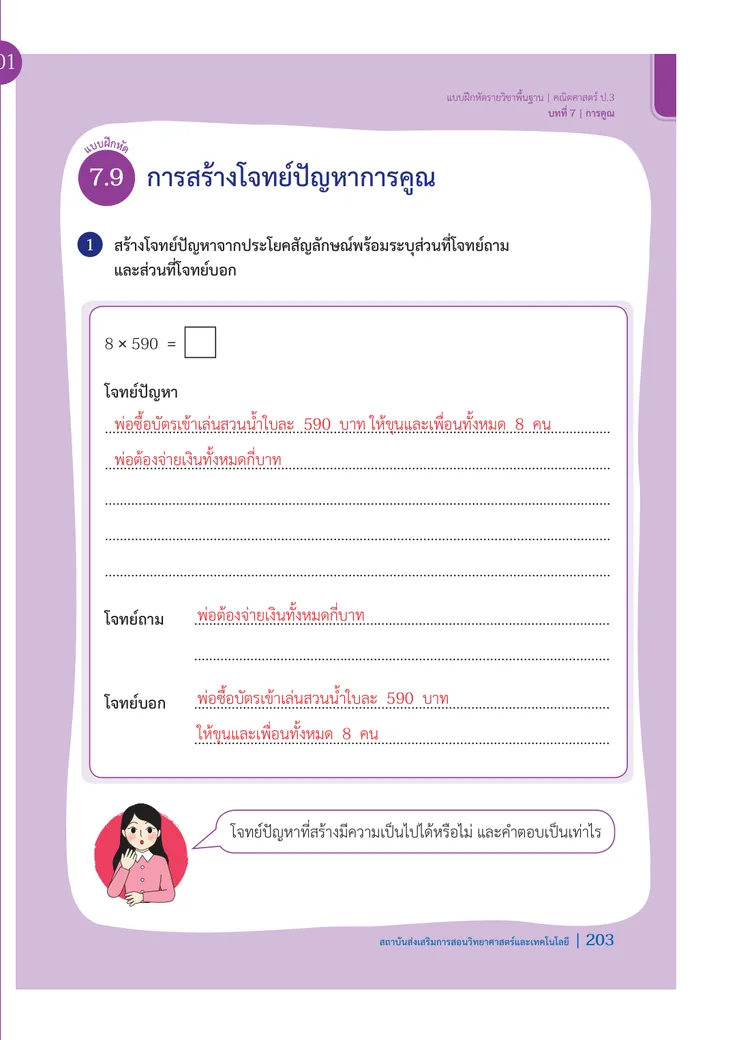 01
แบบฝึกหัดรายวิชาพื้นฐาน | คณิตศาสตร์ ป.3
บทที่ 7 | การคูณ
แบบฝึกหัด
7.9 การสร้างโจทย์ปัญหาการคูณ
1 สร้างโจทย์ปัญหาจากประโยคสัญลักษณ์พร้อมระบุส่วนที่โจทย์ถาม
และส่วนที่โจทย์บอก
8 × 590 =
โจทย์ปัญหา
พ่อซื้อบัตรเข้าเล่นสวนน้ำใบละ 590 บาท ให้ขุนและเพื่อนทั้งหมด 8 คน
พ่อต้องจ่ายเงินทั้งหมดกี่บาท
โจทย์ถาม พ่อต้องจ่ายเงินทั้งหมดกี่บาท
โจทย์บอก พ่อซื้อบัตรเข้าเล่นสวนน้ำใบละ 590 บาท
ให้ขุนและเพื่อนทั้งหมด 8 คน
โจทย์ปัญหาที่สร้างมีความเป็นไปได้หรือไม่ และคำตอบเป็นเท่าไร
สถาบันส่งเสริมการสอนวิทยาศาสตร์และเทคโนโลยี | 203